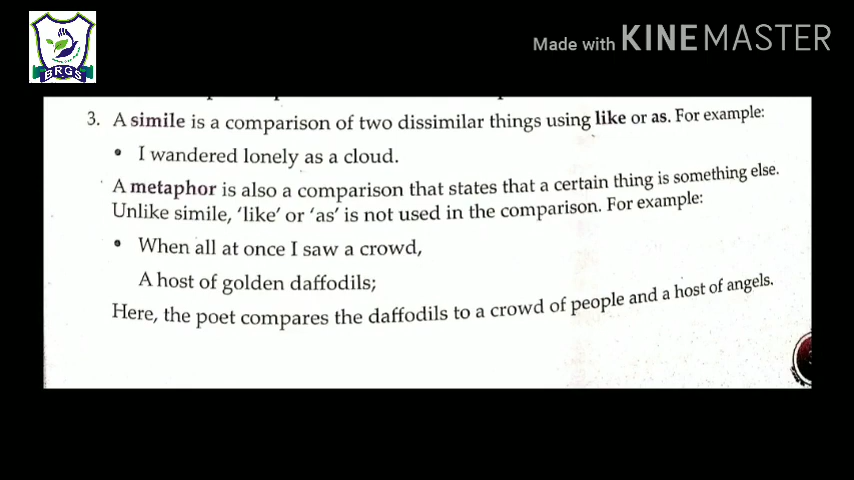 BRGS
Made with KINEMASTER
3. A simile is a comparison of two dissimilar things using like or as. For example:
• I wandered lonely as a cloud.
A metaphor is also a comparison that states that a certain thing is something else.
Unlike simile, ‘like’ or ‘as’ is not used in the comparison. For example:
• When all at once I saw a crowd,
A host of golden daffodils;
Here, the poet compares the daffodils to a crowd of people and a host of angels.